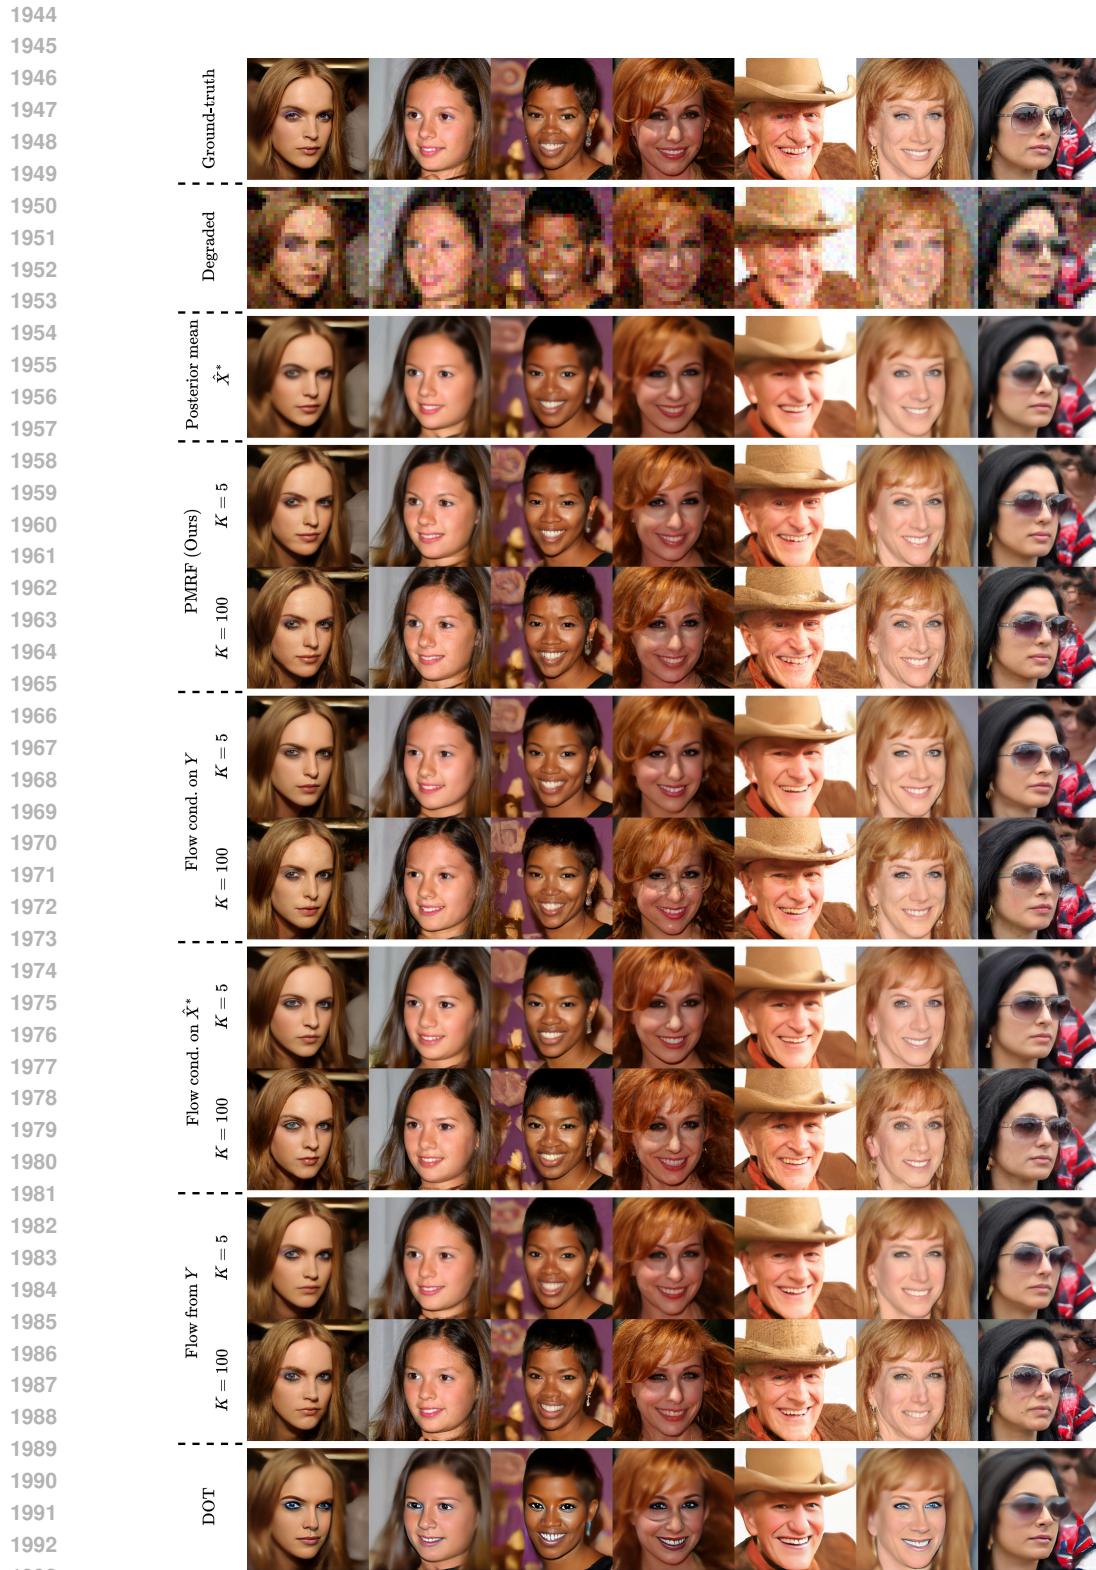 1944
1945
1946
1947
1948
1949
1950
1951
1952
1953
1954
1955
1956
1957
1958
1959
1960
1961
1962
1963
1964
1965
1966
1967
1968
1969
1970
1971
1972
1973
1974
1975
1976
1977
1978
1979
1980
1981
1982
1983
1984
1985
1986
1987
1988
1989
1990
1991
1992
Ground-truth
Degraded
Posterior mean
X̂*
PMRF (Ours)
K = 5
K = 100
Flow cond. on Y
K = 5
K = 100
Flow cond. on X̂*
K = 5
K = 100
Flow from Y
K = 5
K = 100
DOT